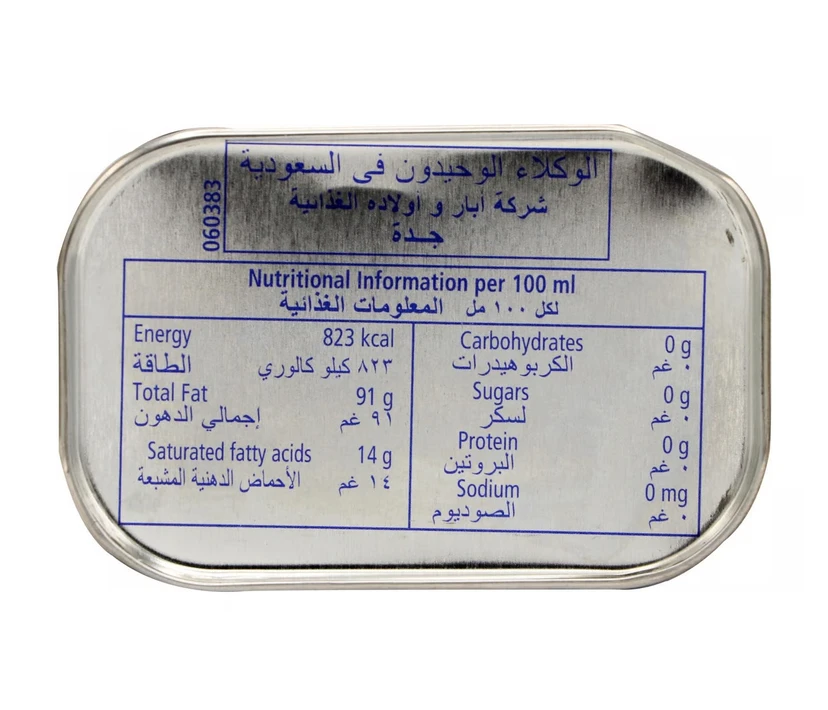 الوكلاء الوحيدون فى السعودية
شركة ابار و اولاده الغذائية
جدة
060383
Nutritional Information per 100 ml
المعلومات الغذائية لكل ١٠٠ مل
Energy 823 kcal
الطاقة ٨٢٣ كيلو كالوري
Total Fat 91 g
إجمالي الدهون ٩١ غم
Saturated fatty acids 14 g
الأحماض الدهنية المشبعة ١٤ غم
Carbohydrates 0 g
الكربوهيدرات ٠ غم
Sugars 0 g
لسكر ٠ غم
Protein 0 g
البروتين ٠ غم
Sodium 0 mg
الصوديوم ٠ غم